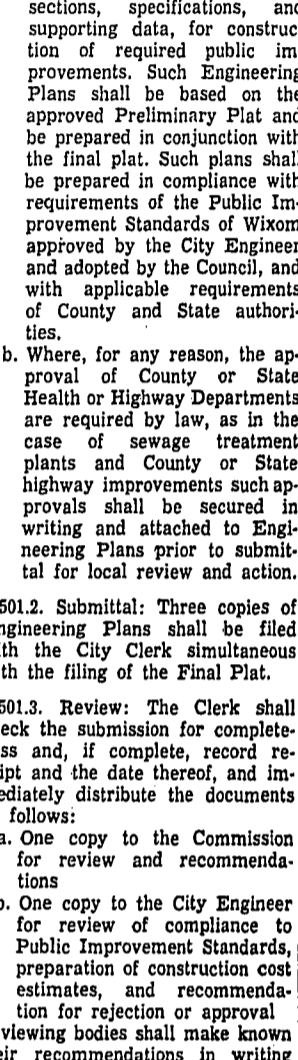 sections, specifications, and
supporting data, for construc-
tion of required public im-
provements. Such Engineering
Plans shall be based on the
approved Preliminary Plat and
be prepared in conjunction with
the final plat. Such plans shall
be prepared in compliance with
requirements of the Public Im-
provement Standards of Wixom
approved by the City Engineer
and adopted by the Council, and
with applicable requirements
of County and State authori-
ties.
b. Where, for any reason, the ap-
proval of County or State
Health or Highway Departments
are required by law, as in the
case of sewage treatment
plants and County or State
highway improvements such ap-
provals shall be secured in
writing and attached to Engi-
neering Plans prior to submit-
tal for local review and action.
501.2. Submittal: Three copies of
ngineering Plans shall be filed
th the City Clerk simultaneous
th the filing of the Final Plat.
501.3. Review: The Clerk shall
eck the submission for complete-
ss and, if complete, record re-
ipt and the date thereof, and im-
ediately distribute the documents
follows:
a. One copy to the Commission
for review and recommenda-
tions
b. One copy to the City Engineer
for review of compliance to
Public Improvement Standards,
preparation of construction cost
estimates, and recommenda-
tion for rejection or approval
viewing bodies shall make known
eir recommendations in writing